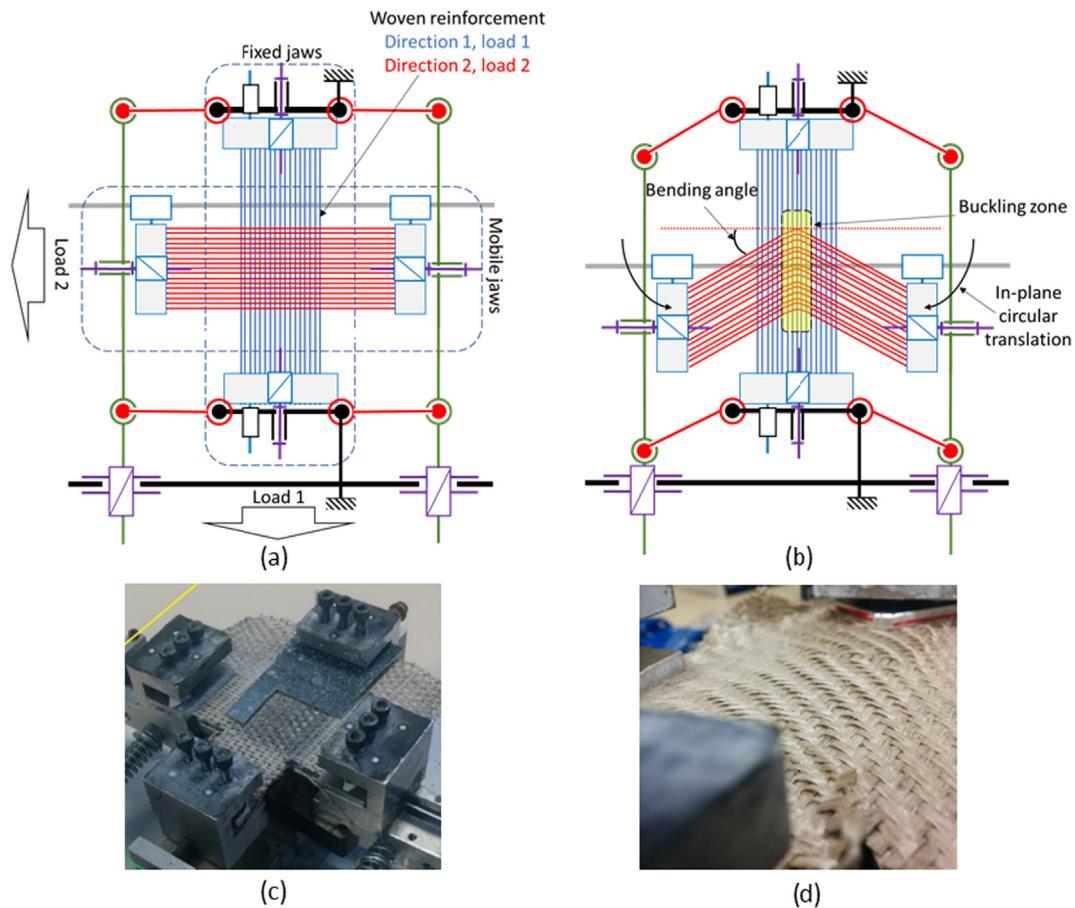 Woven reinforcement
Direction 1, load 1
Direction 2, load 2
Fixed jaws
Load 2
Mobile jaws
Load 1
(a)
Bending angle
Buckling zone
In-plane
circular
translation
(b)
(c)
(d)